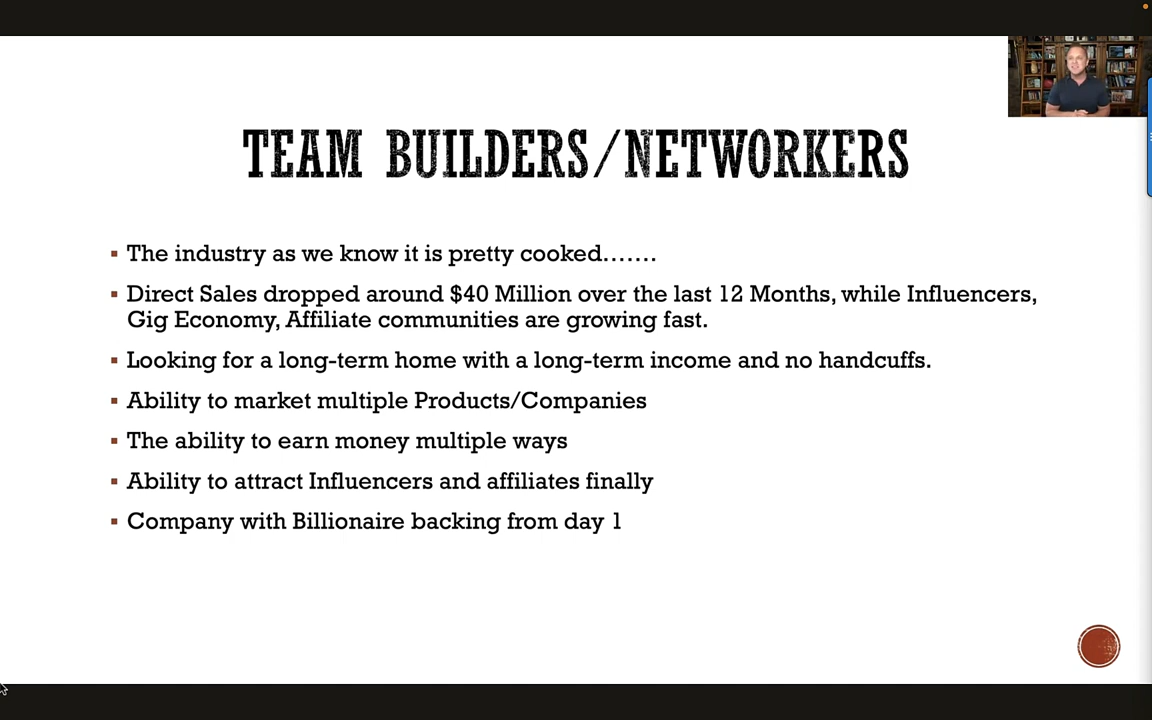 TEAM BUILDERS/NETWORKERS
The industry as we know it is pretty cooked.......
Direct Sales dropped around $40 Million over the last 12 Months, while Influencers,
Gig Economy, Affiliate communities are growing fast.
Looking for a long-term home with a long-term income and no handcuffs.
Ability to market multiple Products/Companies
The ability to earn money multiple ways
Ability to attract Influencers and affiliates finally
Company with Billionaire backing from day 1